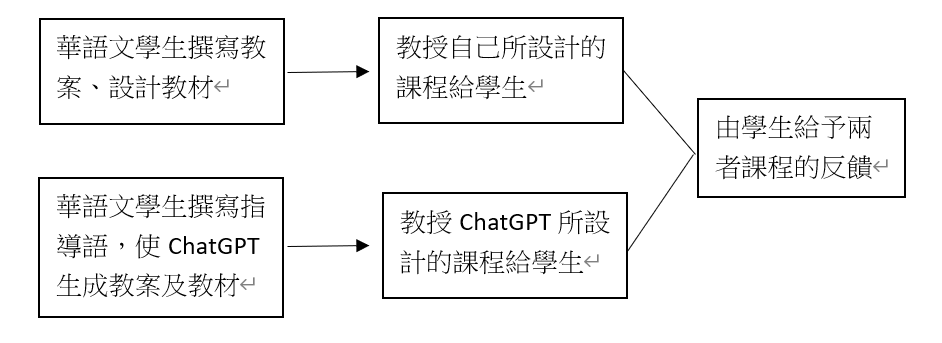 華語文學生撰寫教
案、設計教材↵
教授自己所設計的
課程給學生↵
華語文學生撰寫指
導語，使 ChatGPT
生成教案及教材↵
教授 ChatGPT 所設
計的課程給學生↵
由學生給予兩
者課程的反饋↵